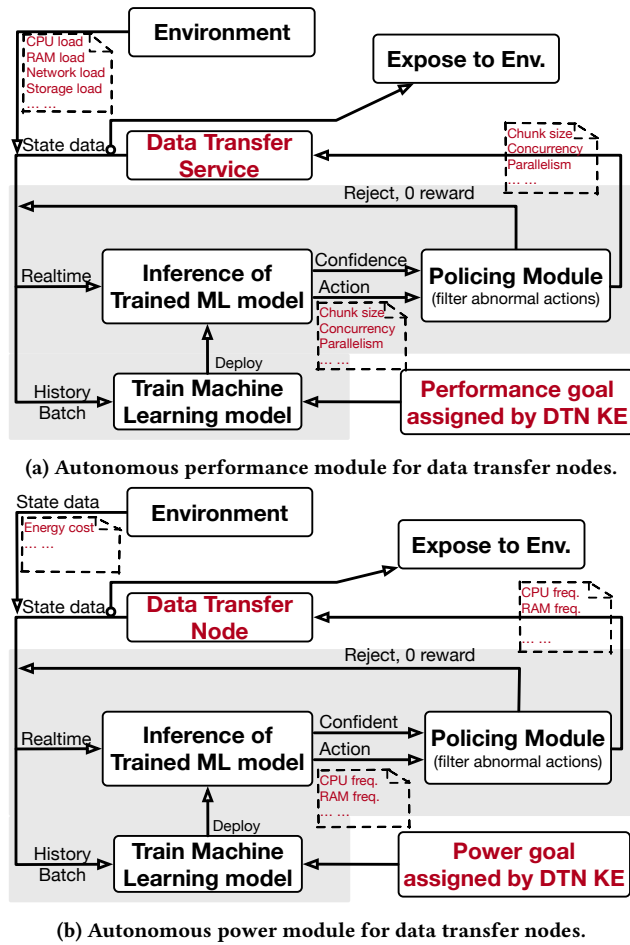 Environment
CPU load
RAM load
Network load
Storage load
... ...
Expose to Env.
State data
Data Transfer
Service
Chunk size
Concurrency
Parallelism
... ...
Reject, 0 reward
Realtime
Inference of
Trained ML model
Confidence
Action
Policing Module
(filter abnormal actions)
Chunk size
Concurrency
Parallelism
... ...
Deploy
History
Batch
Train Machine
Learning model
Performance goal
assigned by DTN KE
(a) Autonomous performance module for data transfer nodes.
State data
Environment
Energy cost
... ...
Expose to Env.
State data
Data Transfer
Node
CPU freq.
RAM freq.
... ...
Reject, 0 reward
Realtime
Inference of
Trained ML model
Confident
Action
Policing Module
(filter abnormal actions)
CPU freq.
RAM freq.
... ...
Deploy
History
Batch
Train Machine
Learning model
Power goal
assigned by DTN KE
(b) Autonomous power module for data transfer nodes.